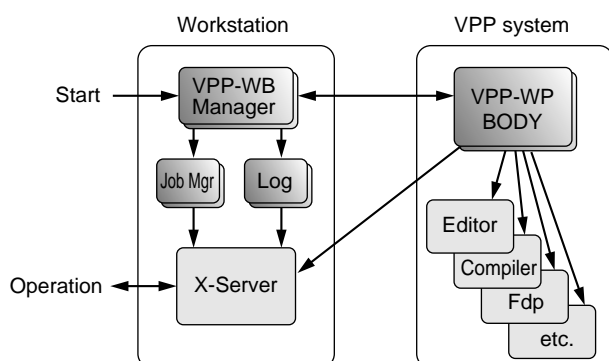 Workstation
VPP system
Start
VPP-WB
Manager
VPP-WP
BODY
Job Mgr
Log
Editor
Compiler
Fdp
etc.
Operation
X-Server